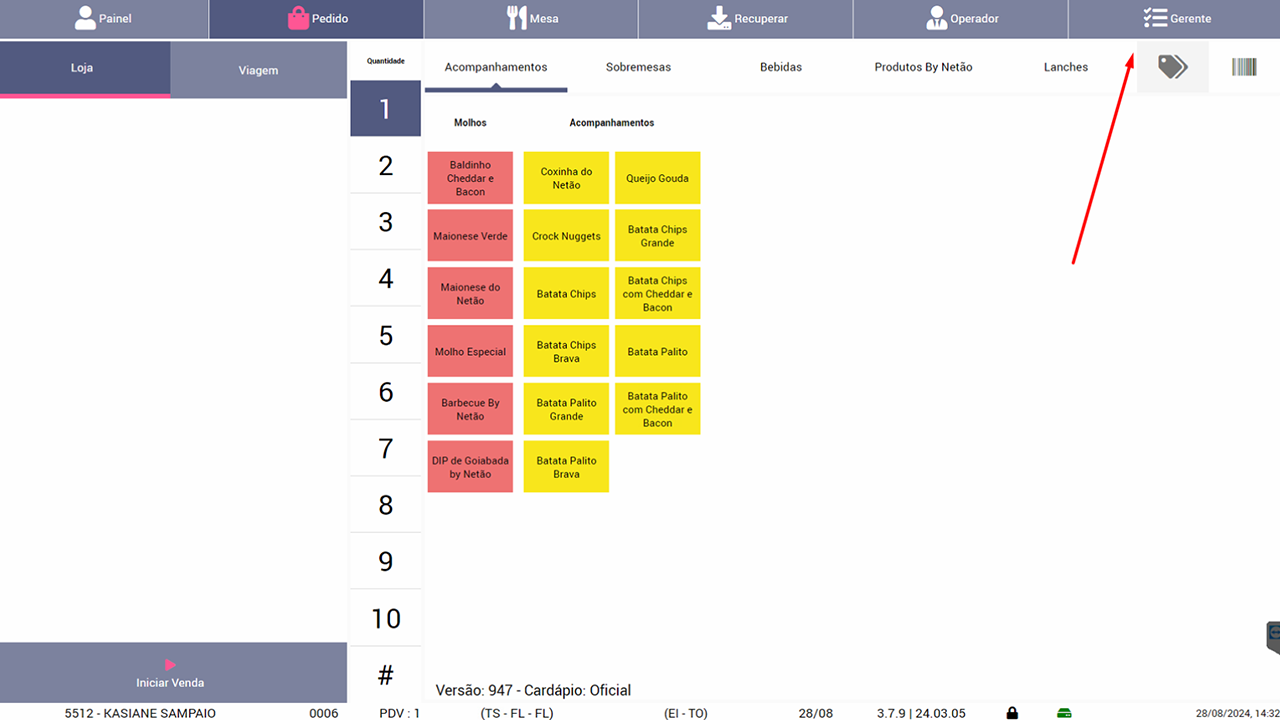 Painel
Pedido
Mesa
Recuperar
Operador
Gerente
Loja
Viagem
Quantidade
1
2
3
4
5
6
7
8
9
10
#
Acompanhamentos
Sobremesas
Bebidas
Produtos By Netão
Lanches
Molhos
Acompanhamentos
Baldinho
Cheddar e
Bacon
Coxinha do
Netão
Queijo Gouda
Maionese Verde
Crock Nuggets
Batata Chips
Grande
Maionese do
Netão
Batata Chips
Batata Chips
com Cheddar e
Bacon
Molho Especial
Batata Chips
Brava
Batata Palito
Barbecue By
Netão
Batata Palito
Grande
Batata Palito
com Cheddar e
Bacon
DIP de Goiabada
by Netão
Batata Palito
Brava
Iniciar Venda
Versão: 947 - Cardápio: Oficial
5512 - KASIANE SAMPAIO
0006
PDV : 1
(TS - FL - FL)
(EI - TO)
28/08
3.7.9 | 24.03.05
28/08/2024, 14:33